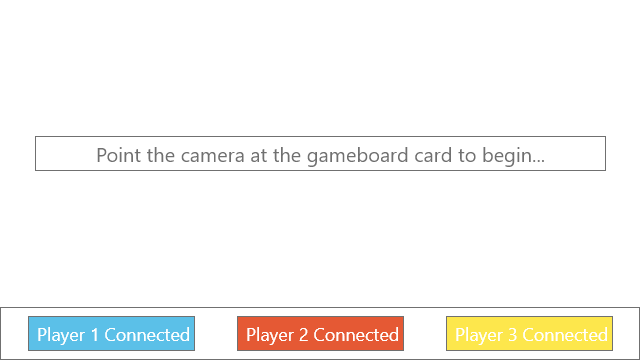 Point the camera at the gameboard card to begin...
Player 1 Connected
Player 2 Connected
Player 3 Connected